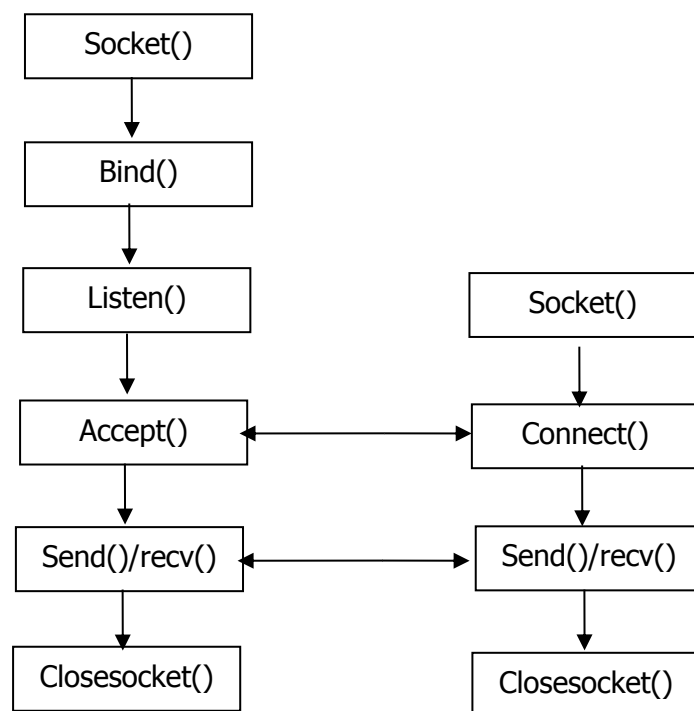 Socket()
Bind()
Listen()
Socket()
Accept()
Connect()
Send()/recv()
Send()/recv()
Closesocket()
Closesocket()